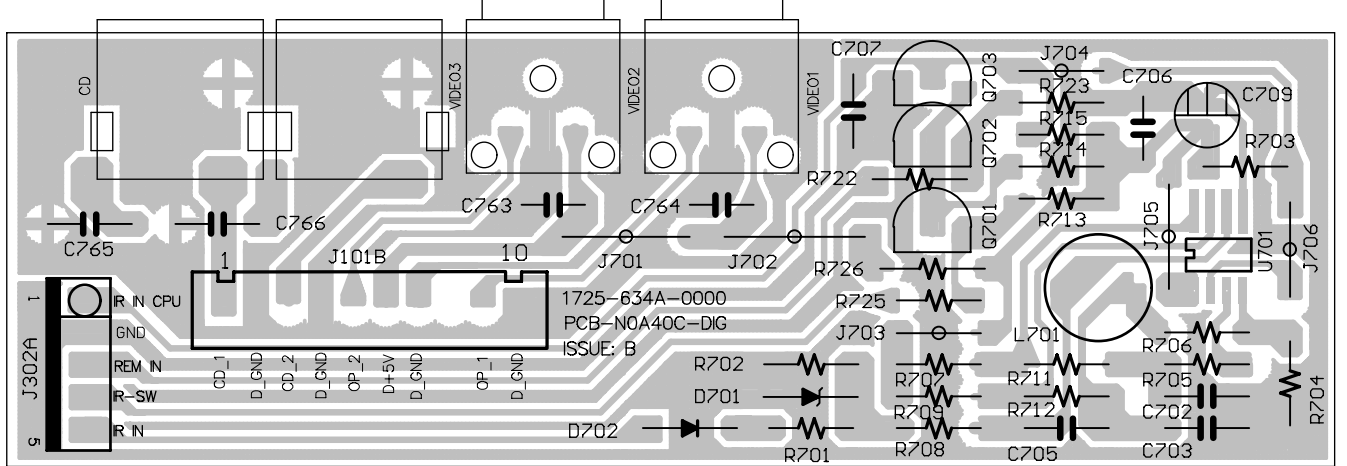 CD
VIDEO3
VIDEO2
VIDEO1
C707
Q703
J704
R723
C706
C709
R715
Q702
R714
R703
R722
C763
C764
R713
Q701
J705
C765
C766
J701
J702
U701
J706
J101B
1
10
R726
1
IR IN CPU
1725-634A-0000
R725
GND
PCB-N0A40C-DIG
J703
L701
R706
ISSUE: B
J302A
REM IN
CD_1
D_GND
CD_2
D_GND
OP_2
D+5V
D_GND
OP_1
D_GND
R702
R707
R711
R705
IR-SW
D701
R709
R712
C702
R704
5
IR IN
D702
R701
R708
C705
C703